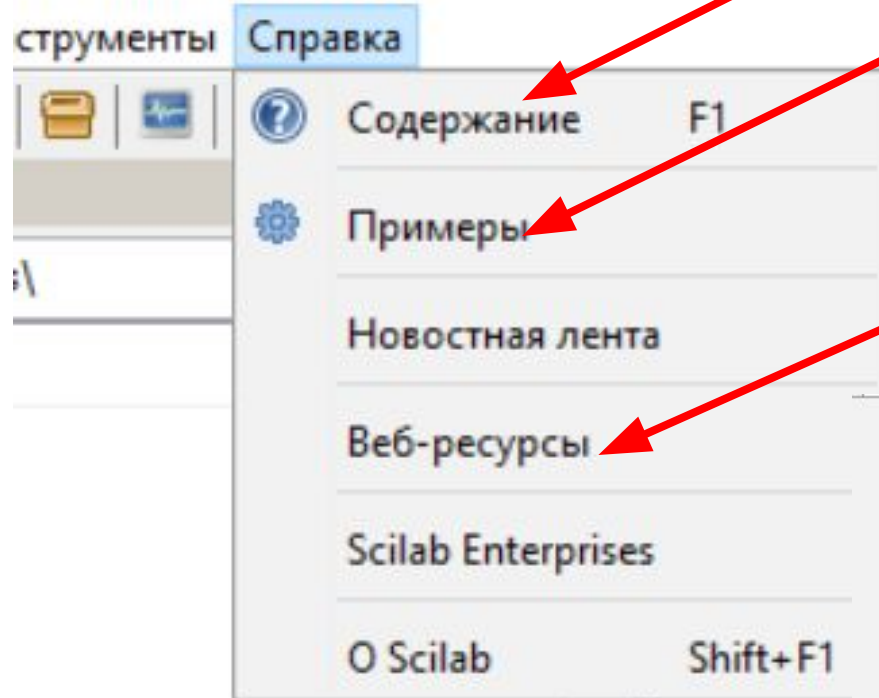 струменты Справка
Содержание F1
Примеры
s\
Новостная лента
Веб-ресурсы
Scilab Enterprises
О Scilab Shift+F1